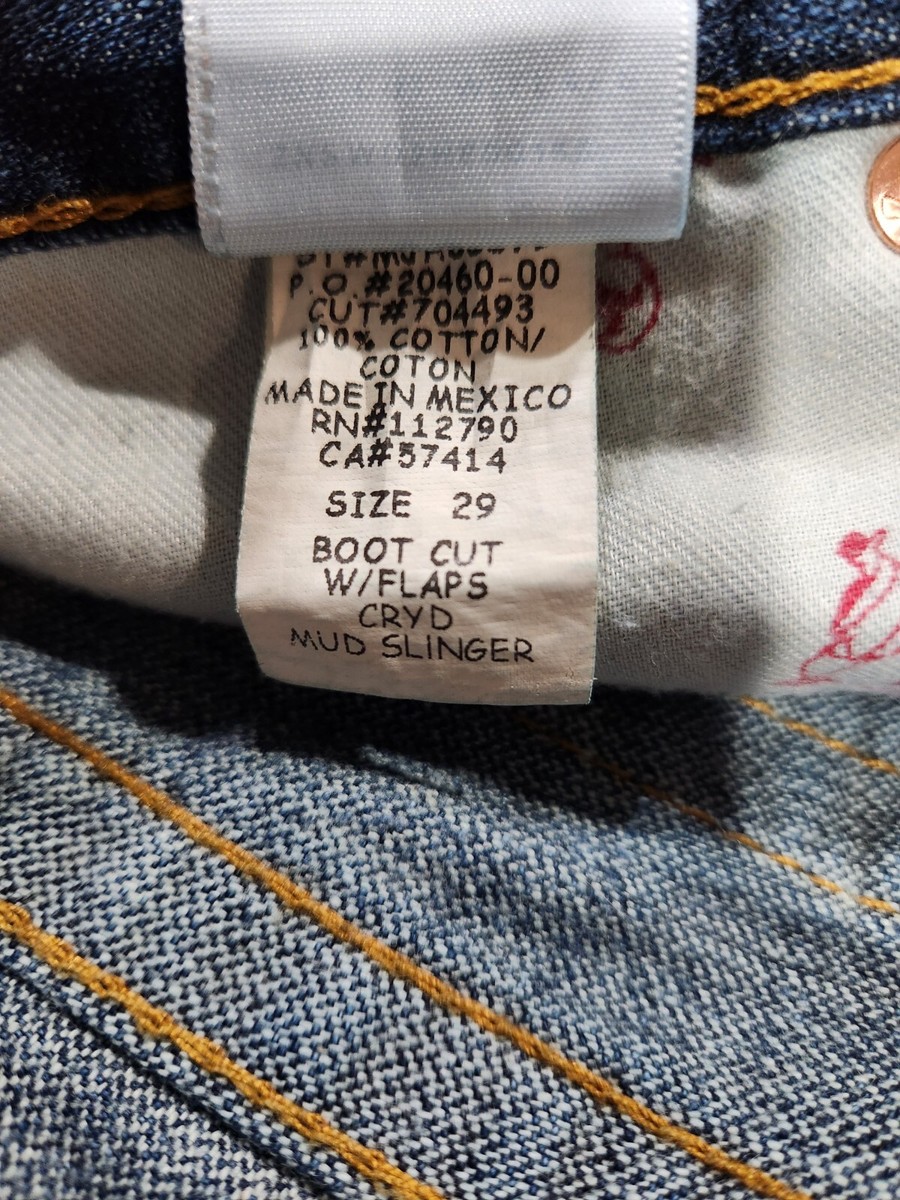 P.O.#20460-00
CUT#704493
100% COTTON/
COTON
MADE IN MEXICO
RN#112790
CA#57414
SIZE 29
BOOT CUT
W/FLAPS
CRYD
MUD SLINGER